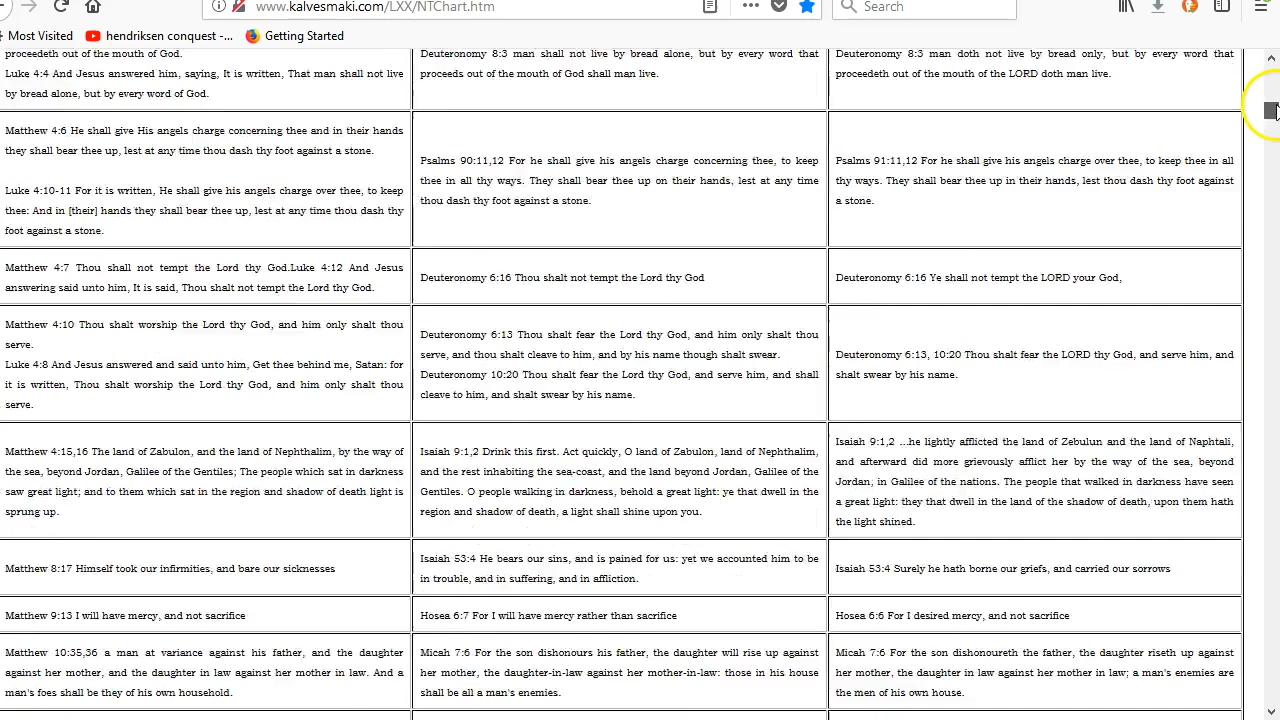 www.kalvesmaki.com/LXX/NTChart.htm
Search
Most Visited
hendriksen conquest -...
Getting Started
proceedeth out of the mouth of God.
Luke 4:4 And Jesus answered him, saying, It is written, That man shall not live
by bread alone, but by every word of God.
Deuteronomy 8:3 man shall not live by bread alone, but by every word that
proceeds out of the mouth of God shall man live.
Deuteronomy 8:3 man doth not live by bread only, but by every word that
proceedeth out of the mouth of the LORD doth man live.
Matthew 4:6 He shall give His angels charge concerning thee and in their hands
they shall bear thee up, lest at any time thou dash thy foot against a stone.
Luke 4:10-11 For it is written, He shall give his angels charge over thee, to keep
thee: And in [their] hands they shall bear thee up, lest at any time thou dash thy
foot against a stone.
Psalms 90:11,12 For he shall give his angels charge concerning thee, to keep
thee in all thy ways. They shall bear thee up on their hands, lest at any time
thou dash thy foot against a stone.
Psalms 91:11,12 For he shall give his angels charge over thee, to keep thee in all
thy ways. They shall bear thee up in their hands, lest thou dash thy foot against
a stone.
Matthew 4:7 Thou shall not tempt the Lord thy God.Luke 4:12 And Jesus
answering said unto him, It is said, Thou shalt not tempt the Lord thy God.
Deuteronomy 6:16 Thou shalt not tempt the Lord thy God
Deuteronomy 6:16 Ye shall not tempt the LORD your God,
Matthew 4:10 Thou shalt worship the Lord thy God, and him only shalt thou
serve.
Luke 4:8 And Jesus answered and said unto him, Get thee behind me, Satan: for
it is written, Thou shalt worship the Lord thy God, and him only shalt thou
serve.
Deuteronomy 6:13 Thou shalt fear the Lord thy God, and him only shalt thou
serve, and thou shalt cleave to him, and by his name though shalt swear.
Deuteronomy 10:20 Thou shalt fear the Lord thy God, and serve him, and shall
cleave to him, and shalt swear by his name.
Deuteronomy 6:13, 10:20 Thou shalt fear the LORD thy God, and serve him, and
shalt swear by his name.
Matthew 4:15,16 The land of Zabulon, and the land of Nephthalim, by the way of
the sea, beyond Jordan, Galilee of the Gentiles; The people which sat in darkness
saw great light; and to them which sat in the region and shadow of death light is
sprung up.
Isaiah 9:1,2 Drink this first. Act quickly, O land of Zabulon, land of Nephthalim,
and the rest inhabiting the sea-coast, and the land beyond Jordan, Galilee of the
Gentiles. O people walking in darkness, behold a great light: ye that dwell in the
region and shadow of death, a light shall shine upon you.
Isaiah 9:1,2 ...he lightly afflicted the land of Zebulun and the land of Naphtali,
and afterward did more grievously afflict her by the way of the sea, beyond
Jordan, in Galilee of the nations. The people that walked in darkness have seen
a great light: they that dwell in the land of the shadow of death, upon them hath
the light shined.
Matthew 8:17 Himself took our infirmities, and bare our sicknesses
Isaiah 53:4 He bears our sins, and is pained for us: yet we accounted him to be
in trouble, and in suffering, and in affliction.
Isaiah 53:4 Surely he hath borne our griefs, and carried our sorrows
Matthew 9:13 I will have mercy, and not sacrifice
Hosea 6:7 For I will have mercy rather than sacrifice
Hosea 6:6 For I desired mercy, and not sacrifice
Matthew 10:35,36 a man at variance against his father, and the daughter
against her mother, and the daughter in law against her mother in law. And a
man's foes shall be they of his own household.
Micah 7:6 For the son dishonours his father, the daughter will rise up against
her mother, the daughter-in-law against her mother-in-law: those in his house
shall be all a man's enemies.
Micah 7:6 For the son dishonoureth the father, the daughter riseth up against
her mother, the daughter in law against her mother in law; a man's enemies are
the men of his own house.